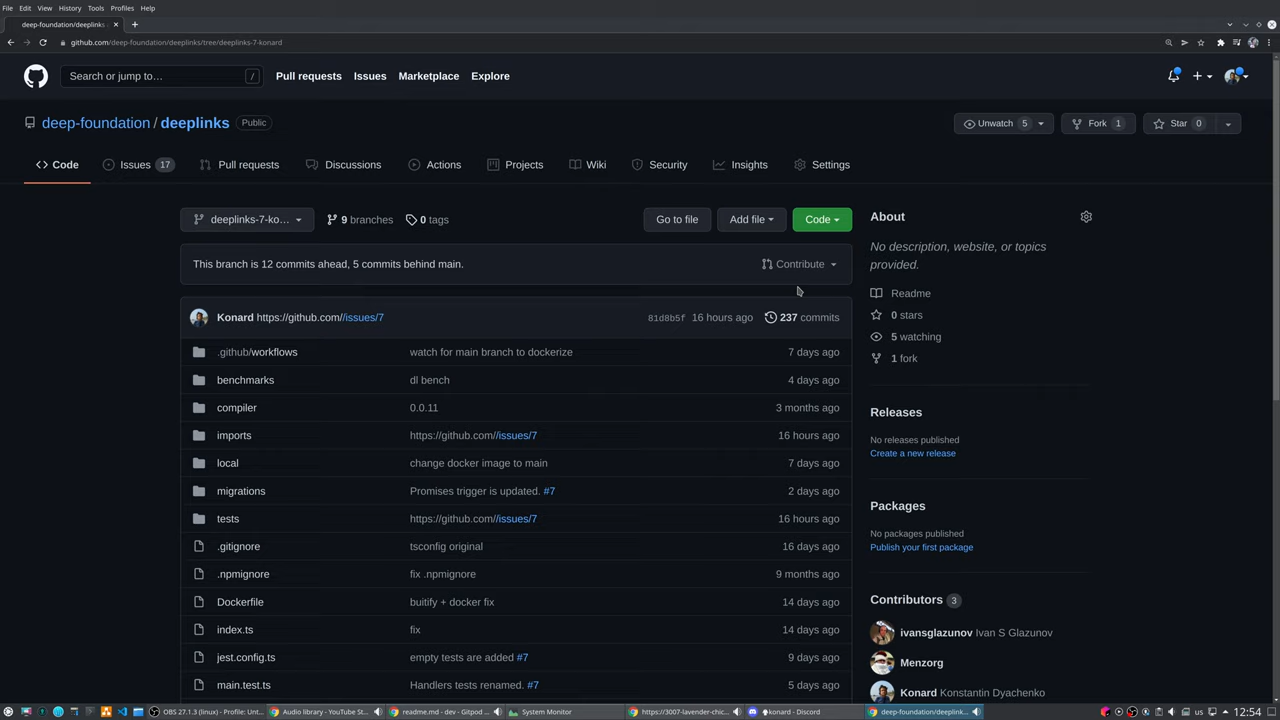 File Edit View History Tools Profiles Help
deep-foundation/deeplinks
github.com/deep-foundation/deeplinks/tree/deeplinks-7-konard
Search or jump to… /
Pull requests Issues Marketplace Explore
deep-foundation / deeplinks Public
Unwatch 5 Fork 1 Star 0
Code Issues 17 Pull requests Discussions Actions Projects Wiki Security Insights Settings
deeplinks-7-ko… 9 branches 0 tags Go to file Add file Code
This branch is 12 commits ahead, 5 commits behind main. Contribute
Konard https://github.com//issues/7 81d8b5f 16 hours ago 237 commits
.github/workflows watch for main branch to dockerize 7 days ago
benchmarks dl bench 4 days ago
compiler 0.0.11 3 months ago
imports https://github.com//issues/7 16 hours ago
local change docker image to main 7 days ago
migrations Promises trigger is updated. #7 2 days ago
tests https://github.com//issues/7 16 hours ago
.gitignore tsconfig original 16 days ago
.npmignore fix .npmignore 9 months ago
Dockerfile buitify + docker fix 14 days ago
index.ts fix 14 days ago
jest.config.ts empty tests are added #7 9 days ago
main.test.ts Handlers tests renamed. #7 5 days ago
About
No description, website, or topics
provided.
Readme
0 stars
5 watching
1 fork
Releases
No releases published
Create a new release
Packages
No packages published
Publish your first package
Contributors 3
ivansglazunov Ivan S Glazunov
Menzorg
Konard Konstantin Dyachenko
OBS 27.1.3 (linux) - Profile: Unt… Audio library - YouTube St… readme.md - dev - Gitpod … System Monitor https://3007-lavender-chic… konard - Discord deep-foundation/deeplink… 12:54